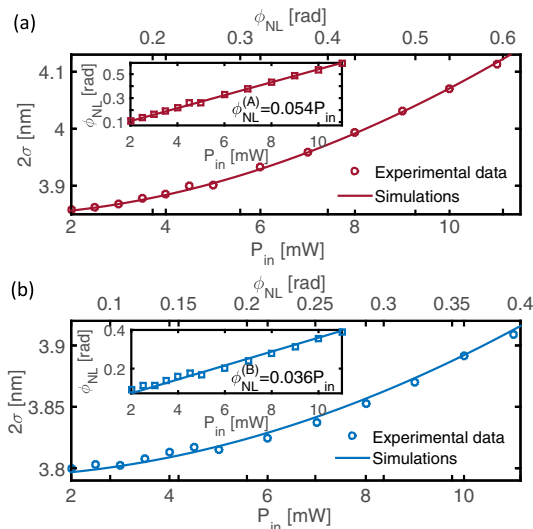 (a)
ϕNL [rad]
0.2 0.3 0.4 0.5 0.6
4.1
4
3.9
2σ [nm]
0.5
0.3
0.1
ϕNL [rad]
ϕNL(A)=0.054Pin
2 4 6 8 10
Pin [mW]
Experimental data
Simulations
2 4 6 8 10
Pin [mW]
(b)
ϕNL [rad]
0.1 0.15 0.2 0.25 0.3 0.35 0.4
3.9
3.85
3.8
2σ [nm]
0.4
0.2
ϕNL [rad]
ϕNL(B)=0.036Pin
2 4 6 8 10
Pin [mW]
Experimental data
Simulations
2 4 6 8 10
Pin [mW]